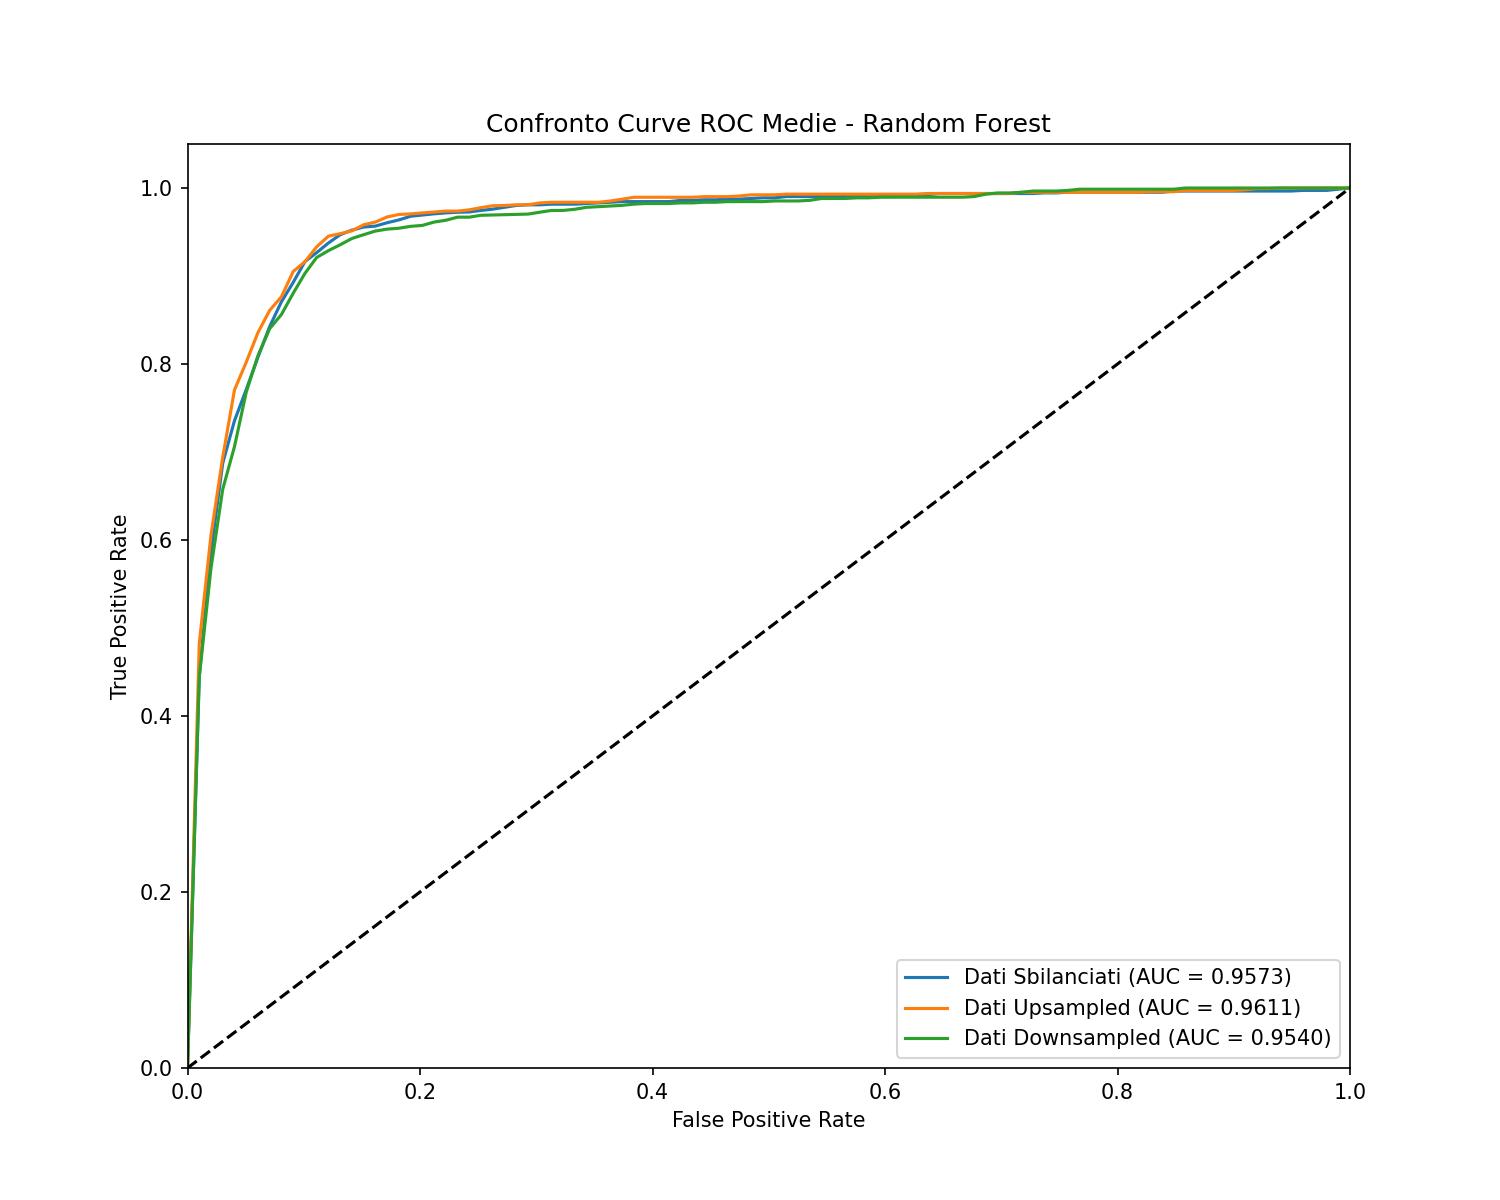 Confronto Curve ROC Medie - Random Forest
1.0
0.8
0.6
0.4
0.2
0.0
True Positive Rate
0.0 0.2 0.4 0.6 0.8 1.0
False Positive Rate
Dati Sbilanciati (AUC = 0.9573)
Dati Upsampled (AUC = 0.9611)
Dati Downsampled (AUC = 0.9540)